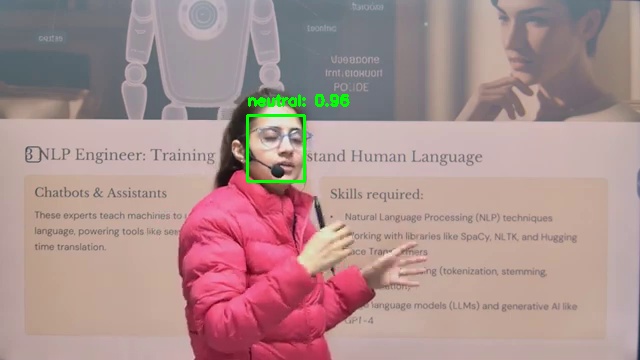 neutral: 0.96
3 NLP Engineer: Training stand Human Language
Chatbots & Assistants
These experts teach machines to
language, powering tools like
time translation.
Skills required:
Natural Language Processing (NLP) techniques
Working with libraries like SpaCy, NLTK, and Hugging
Face Transformers
(tokenization, stemming,
language models (LLMs) and generative AI like
GPT-4